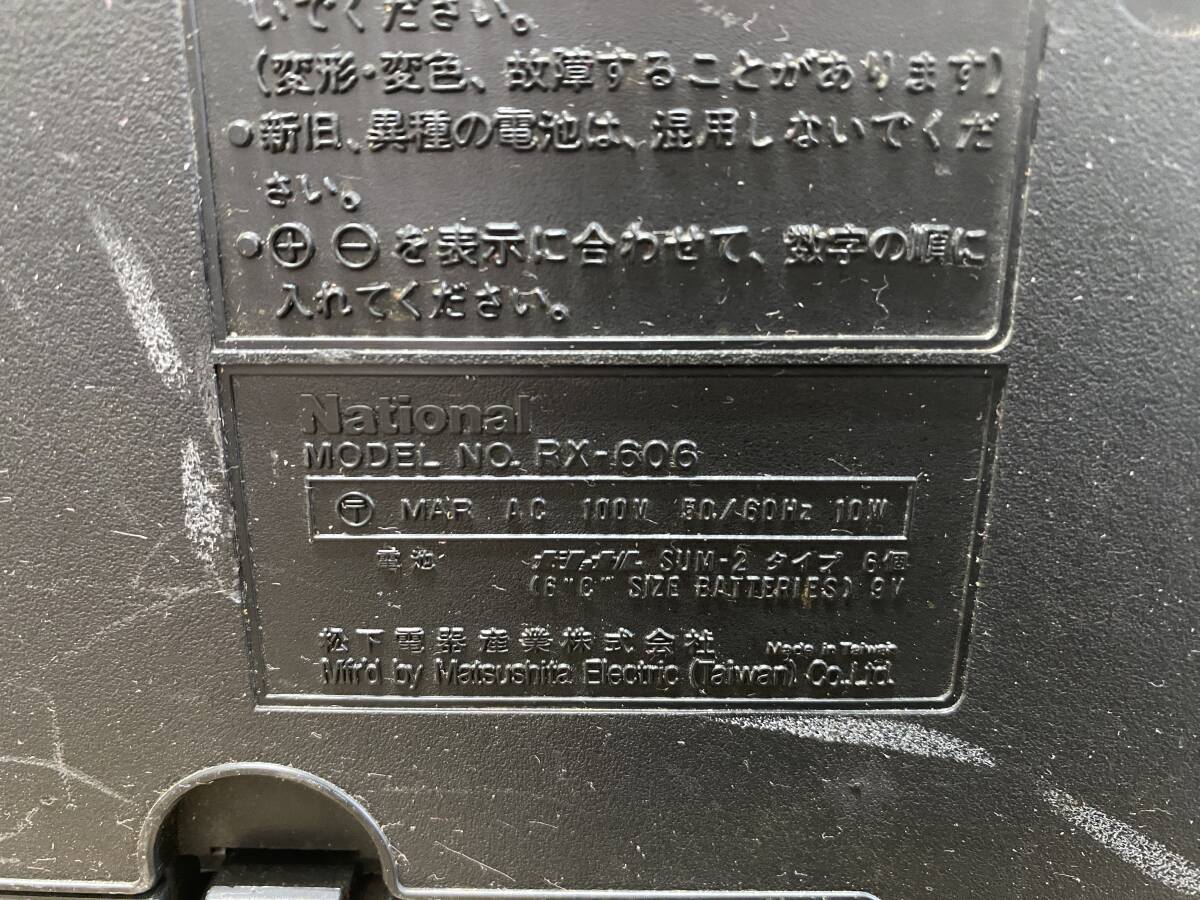 いでください。
(変形・変色、故障することがあります)
●新旧、異種の電池は、混用しないでくだ
さい。
●⊕ ⊖を表示に合わせて、数字の順に
入れてください。
National
MODEL NO. RX-606
〒 MAR AC 100V 50/60Hz 10W
電池 ナショナル SUM-2 タイプ 6個
(6"C" SIZE BATTERIES) 9V
松下電器産業株式会社 Made in Taiwan
Mfr'd by Matsushita Electric (Taiwan) Co.Ltd.